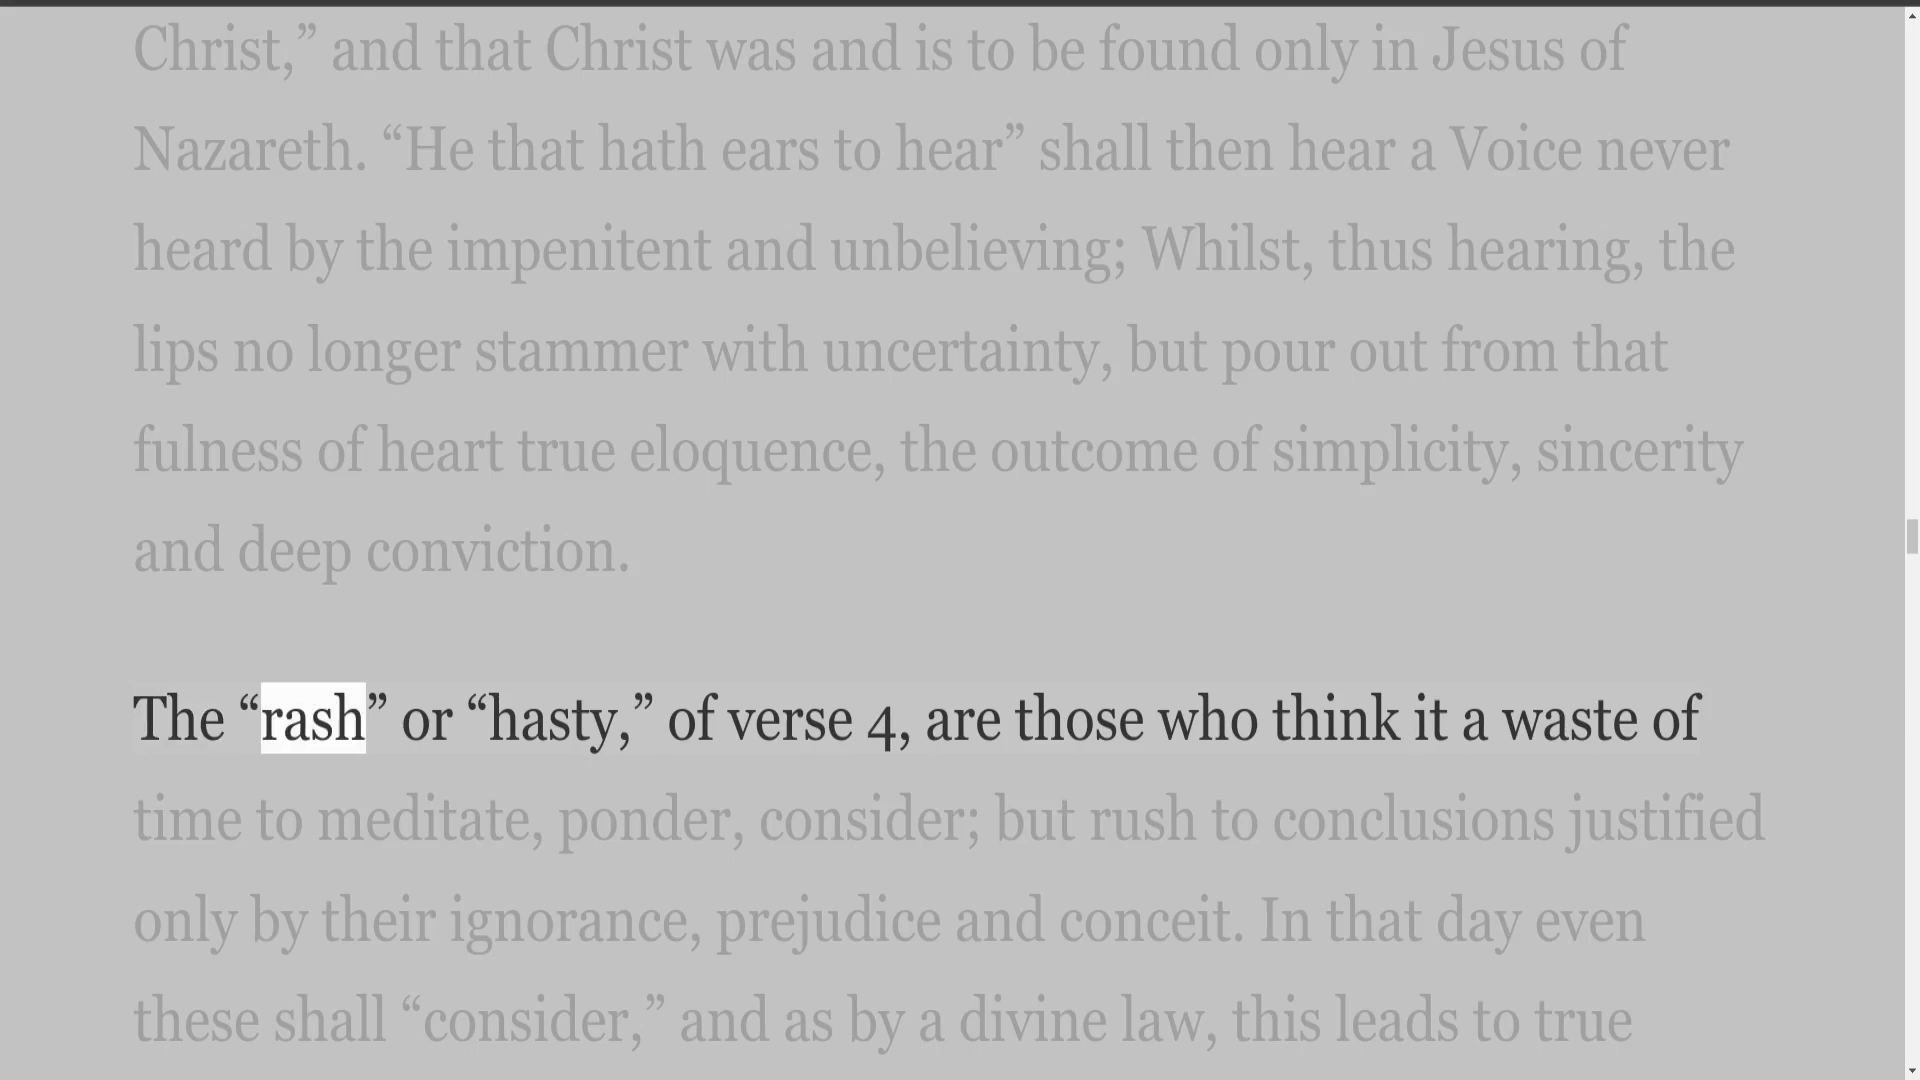 Christ,” and that Christ was and is to be found only in Jesus of
Nazareth. “He that hath ears to hear” shall then hear a Voice never
heard by the impenitent and unbelieving; Whilst, thus hearing, the
lips no longer stammer with uncertainty, but pour out from that
fulness of heart true eloquence, the outcome of simplicity, sincerity
and deep conviction.
The “rash” or “hasty,” of verse 4, are those who think it a waste of
time to meditate, ponder, consider; but rush to conclusions justified
only by their ignorance, prejudice and conceit. In that day even
these shall “consider,” and as by a divine law, this leads to true